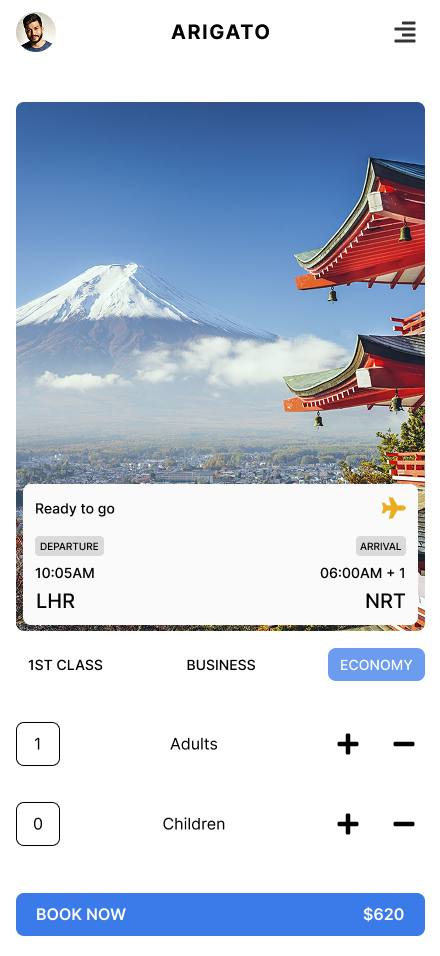 ARIGATO
Ready to go
DEPARTURE ARRIVAL
10:05AM 06:00AM + 1
LHR NRT
1ST CLASS BUSINESS ECONOMY
1 Adults
0 Children
BOOK NOW $620